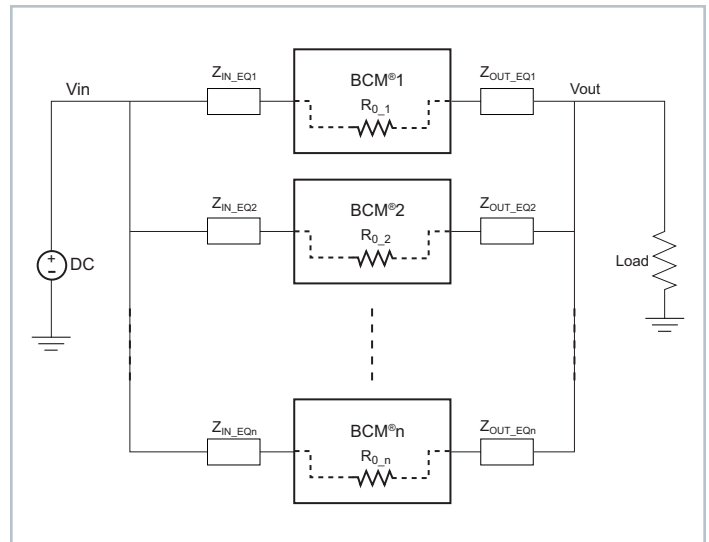 Z_IN_EQ1 BCM®1 Z_OUT_EQ1
Vin R_0_1 Vout
Z_IN_EQ2 BCM®2 Z_OUT_EQ2
R_0_2
+
– DC Load
Z_IN_EQn BCM®n Z_OUT_EQn
R_0_n